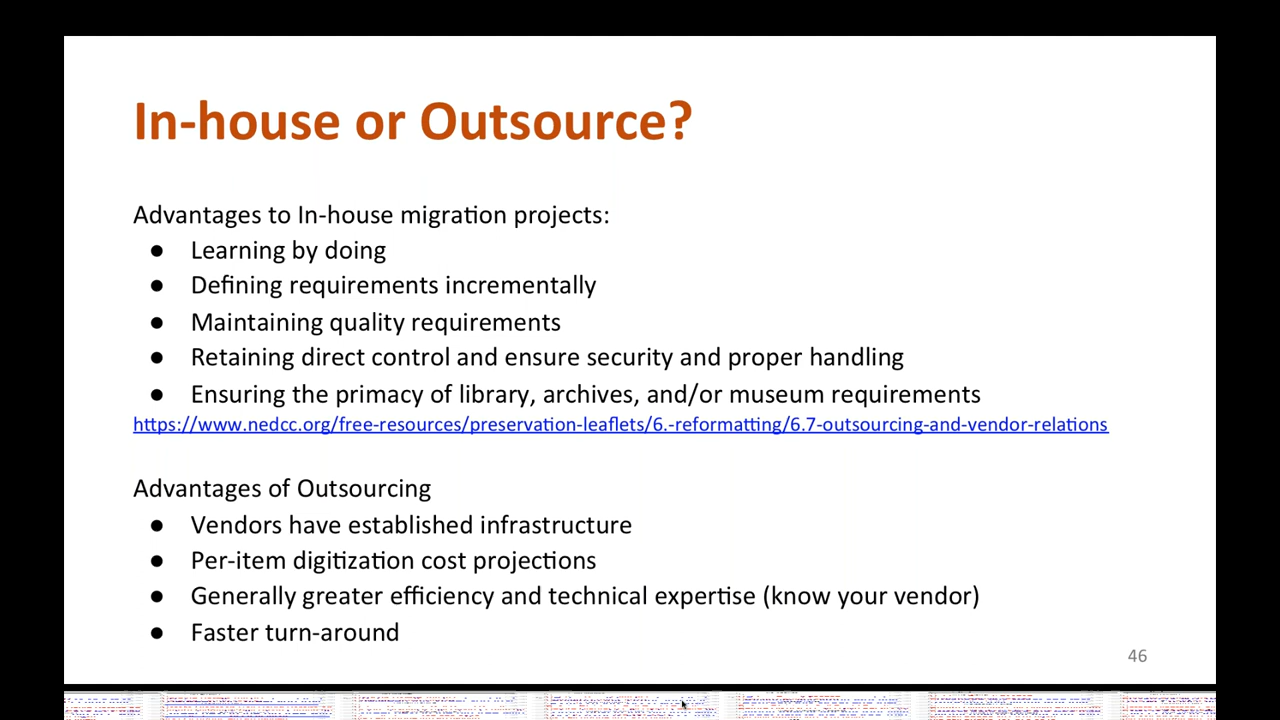 In-house or Outsource?
Advantages to In-house migration projects:
● Learning by doing
● Defining requirements incrementally
● Maintaining quality requirements
● Retaining direct control and ensure security and proper handling
● Ensuring the primacy of library, archives, and/or museum requirements
https://www.nedcc.org/free-resources/preservation-leaflets/6.-reformatting/6.7-outsourcing-and-vendor-relations
Advantages of Outsourcing
● Vendors have established infrastructure
● Per-item digitization cost projections
● Generally greater efficiency and technical expertise (know your vendor)
● Faster turn-around
46